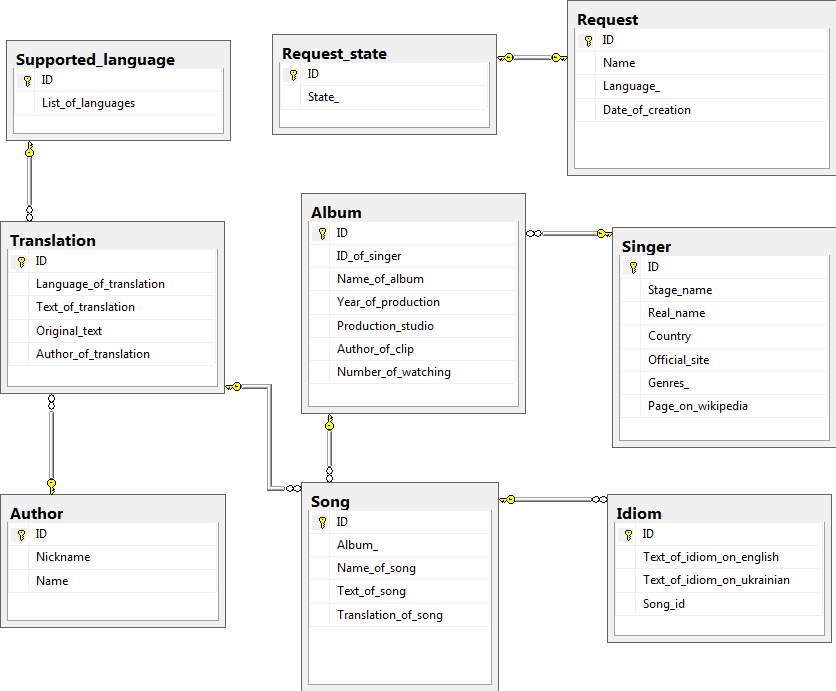 Supported_language
ID
List_of_languages
Request_state
ID
State_
Request
ID
Name
Language_
Date_of_creation
Translation
ID
Language_of_translation
Text_of_translation
Original_text
Author_of_translation
Album
ID
ID_of_singer
Name_of_album
Year_of_production
Production_studio
Author_of_clip
Number_of_watching
Singer
ID
Stage_name
Real_name
Country
Official_site
Genres_
Page_on_wikipedia
Author
ID
Nickname
Name
Song
ID
Album_
Name_of_song
Text_of_song
Translation_of_song
Idiom
ID
Text_of_idiom_on_english
Text_of_idiom_on_ukrainian
Song_id